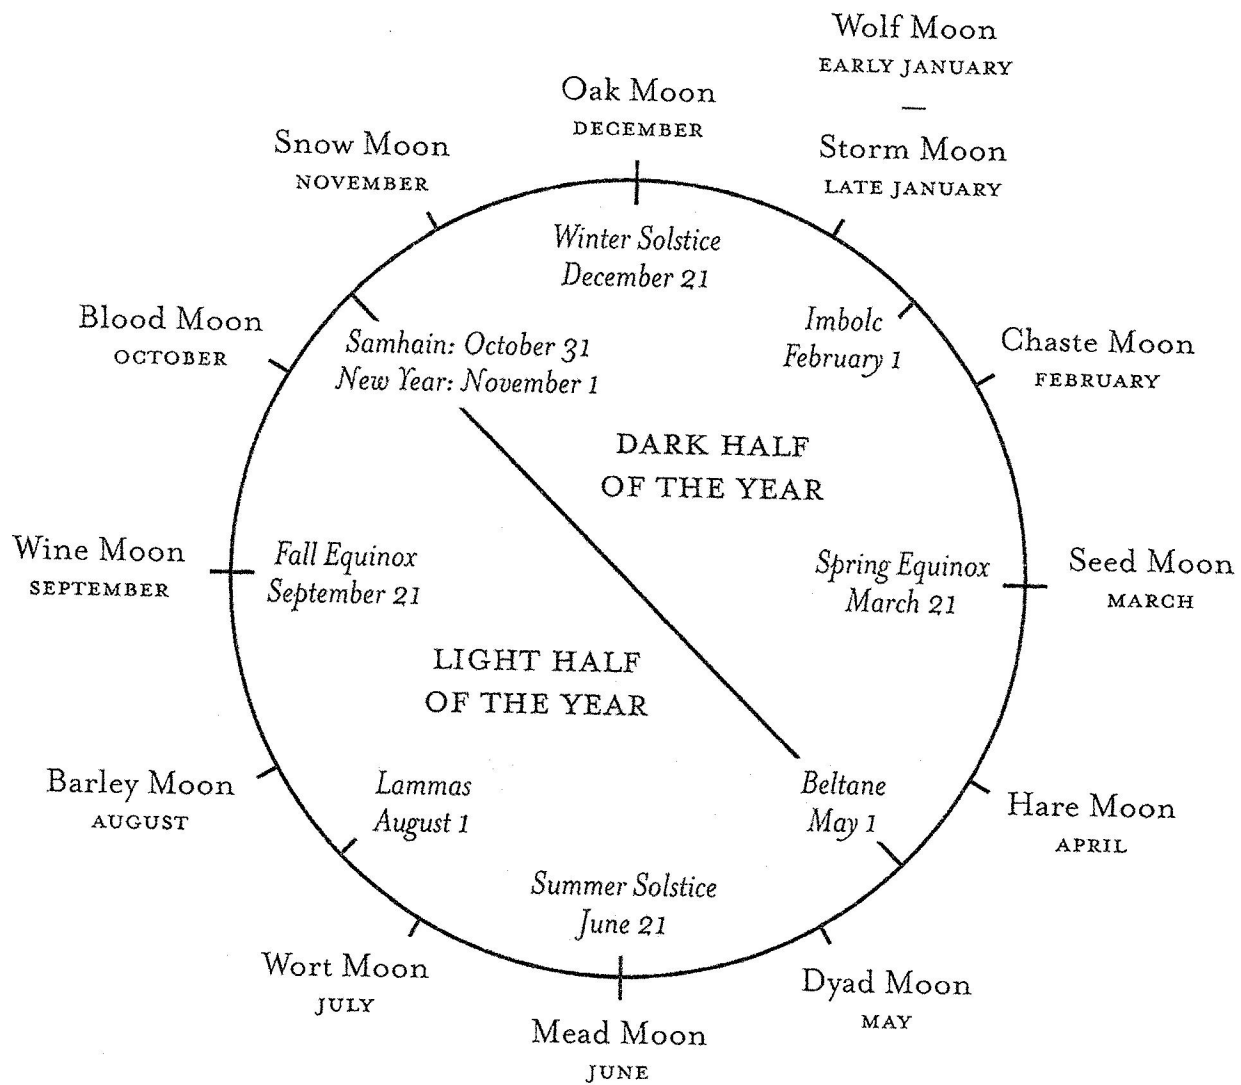 Wolf Moon
EARLY JANUARY
—
Storm Moon
LATE JANUARY
Oak Moon
DECEMBER
Snow Moon
NOVEMBER
Winter Solstice
December 21
Imbolc
February 1
Chaste Moon
FEBRUARY
Blood Moon
OCTOBER
Samhain: October 31
New Year: November 1
DARK HALF
OF THE YEAR
Wine Moon
SEPTEMBER
Fall Equinox
September 21
Spring Equinox
March 21
Seed Moon
MARCH
LIGHT HALF
OF THE YEAR
Barley Moon
AUGUST
Lammas
August 1
Beltane
May 1
Hare Moon
APRIL
Summer Solstice
June 21
Wort Moon
JULY
Dyad Moon
MAY
Mead Moon
JUNE